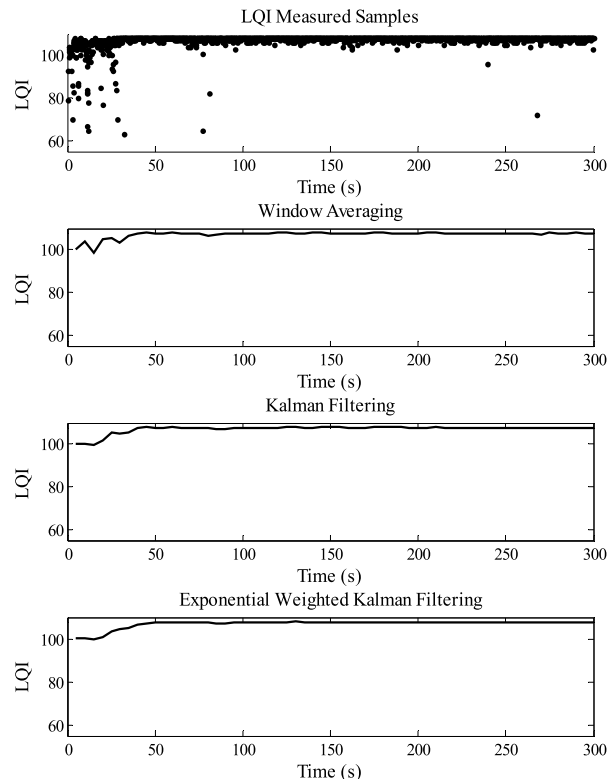 LQI Measured Samples
100
80
60
LQI
0 50 100 150 200 250 300
Time (s)
Window Averaging
100
80
60
LQI
0 50 100 150 200 250 300
Time (s)
Kalman Filtering
100
80
60
LQI
0 50 100 150 200 250 300
Time (s)
Exponential Weighted Kalman Filtering
100
80
60
LQI
0 50 100 150 200 250 300
Time (s)